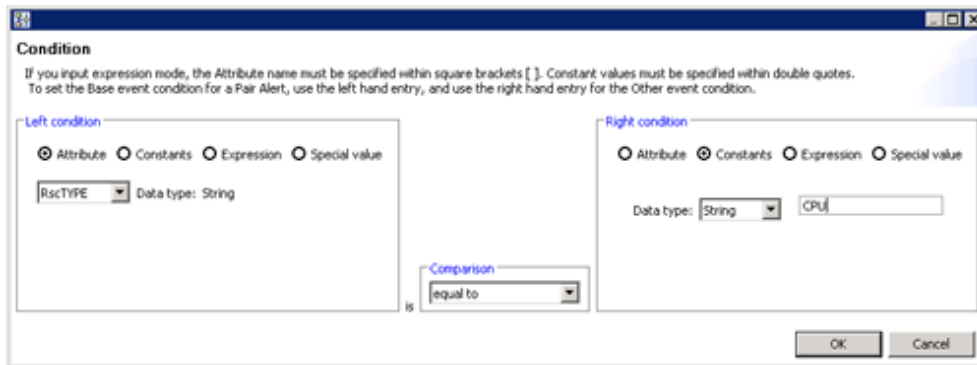 Condition
If you input expression mode, the Attribute name must be specified within square brackets [ ]. Constant values must be specified within double quotes.
To set the Base event condition for a Pair Alert, use the left hand entry, and use the right hand entry for the Other event condition.
Left condition
Attribute Constants Expression Special value
RscTYPE Data type: String
is
Comparison
equal to
Right condition
Attribute Constants Expression Special value
Data type: String CPU
OK Cancel